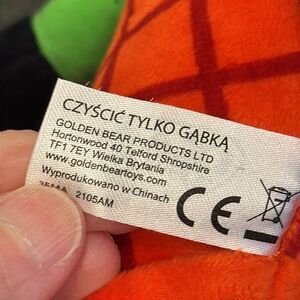 CZYŚCIĆ TYLKO GĄBKĄ
GOLDEN BEAR PRODUCTS LTD
Hortonwood 40 Telford Shropshire
TF1 7EY Wielka Brytania
www.goldenbeartoys.com
Wyprodukowano w Chinach
3514A 2105AM
CE